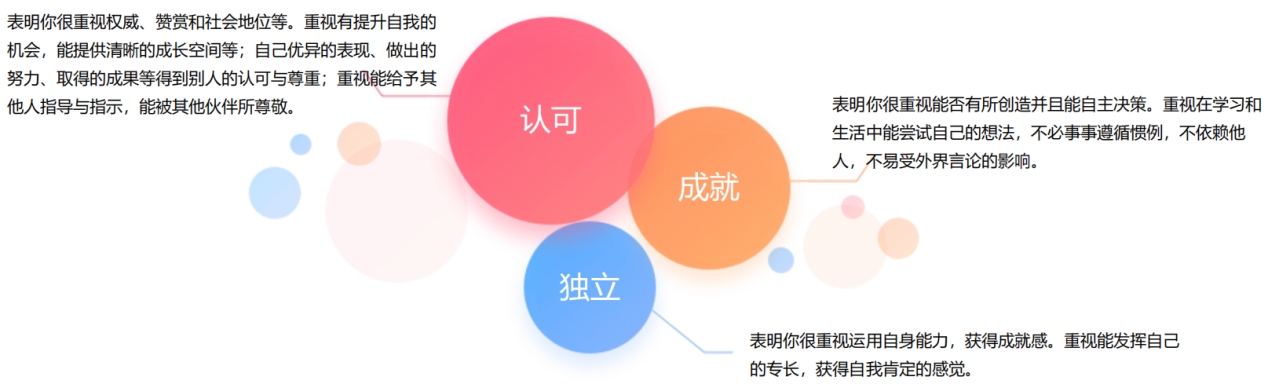 表明你很重视权威、赞赏和社会地位等。重视有提升自我的
机会，能提供清晰的成长空间等；自己优异的表现、做出的
努力、取得的成果等得到别人的认可与尊重；重视能给予其
他人指导与指示，能被其他伙伴所尊敬。
认可
表明你很重视能否有所创造并且能自主决策。重视在学习和
生活中能尝试自己的想法，不必事事遵循惯例，不依赖他
人，不易受外界言论的影响。
成就
独立
表明你很重视运用自身能力，获得成就感。重视能发挥自己
的专长，获得自我肯定的感觉。